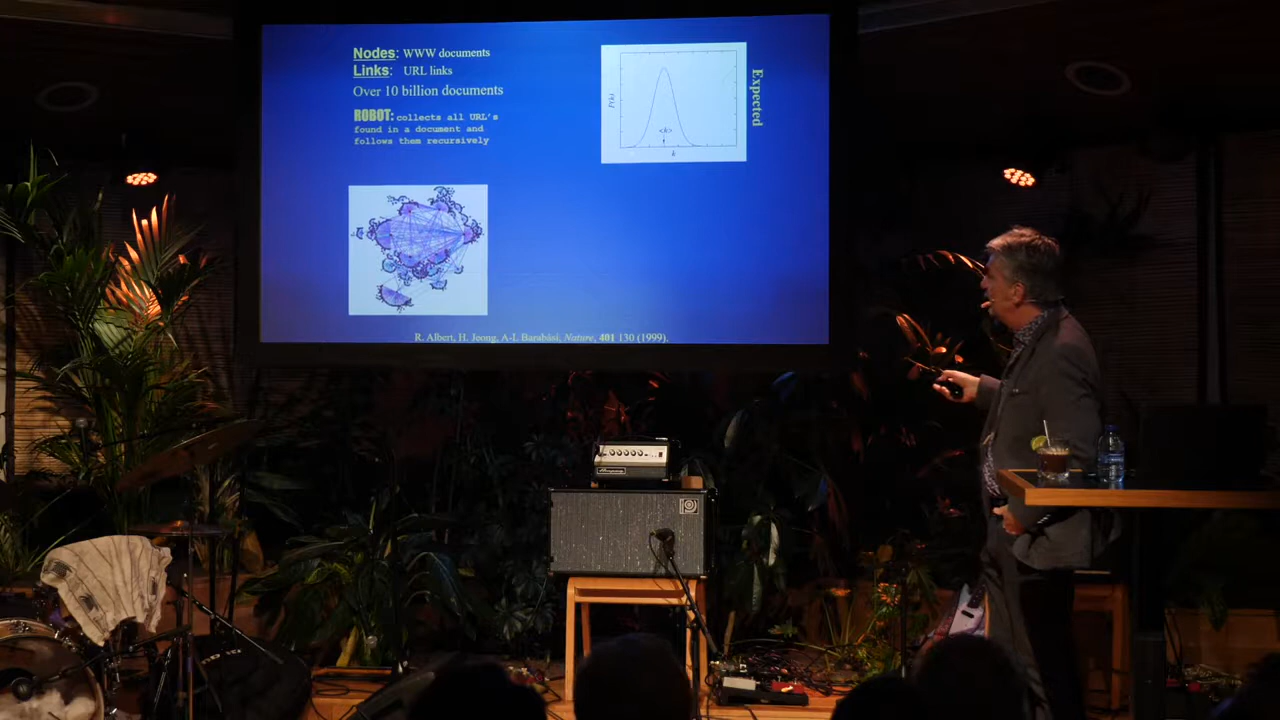 Nodes: WWW documents
Links: URL links
Over 10 billion documents
ROBOT: collects all URL's
found in a document and
follows them recursively
P(k)
<k>
k
Expected
R. Albert, H. Jeong, A-L Barabási, Nature, 401 130 (1999).
Ampeg